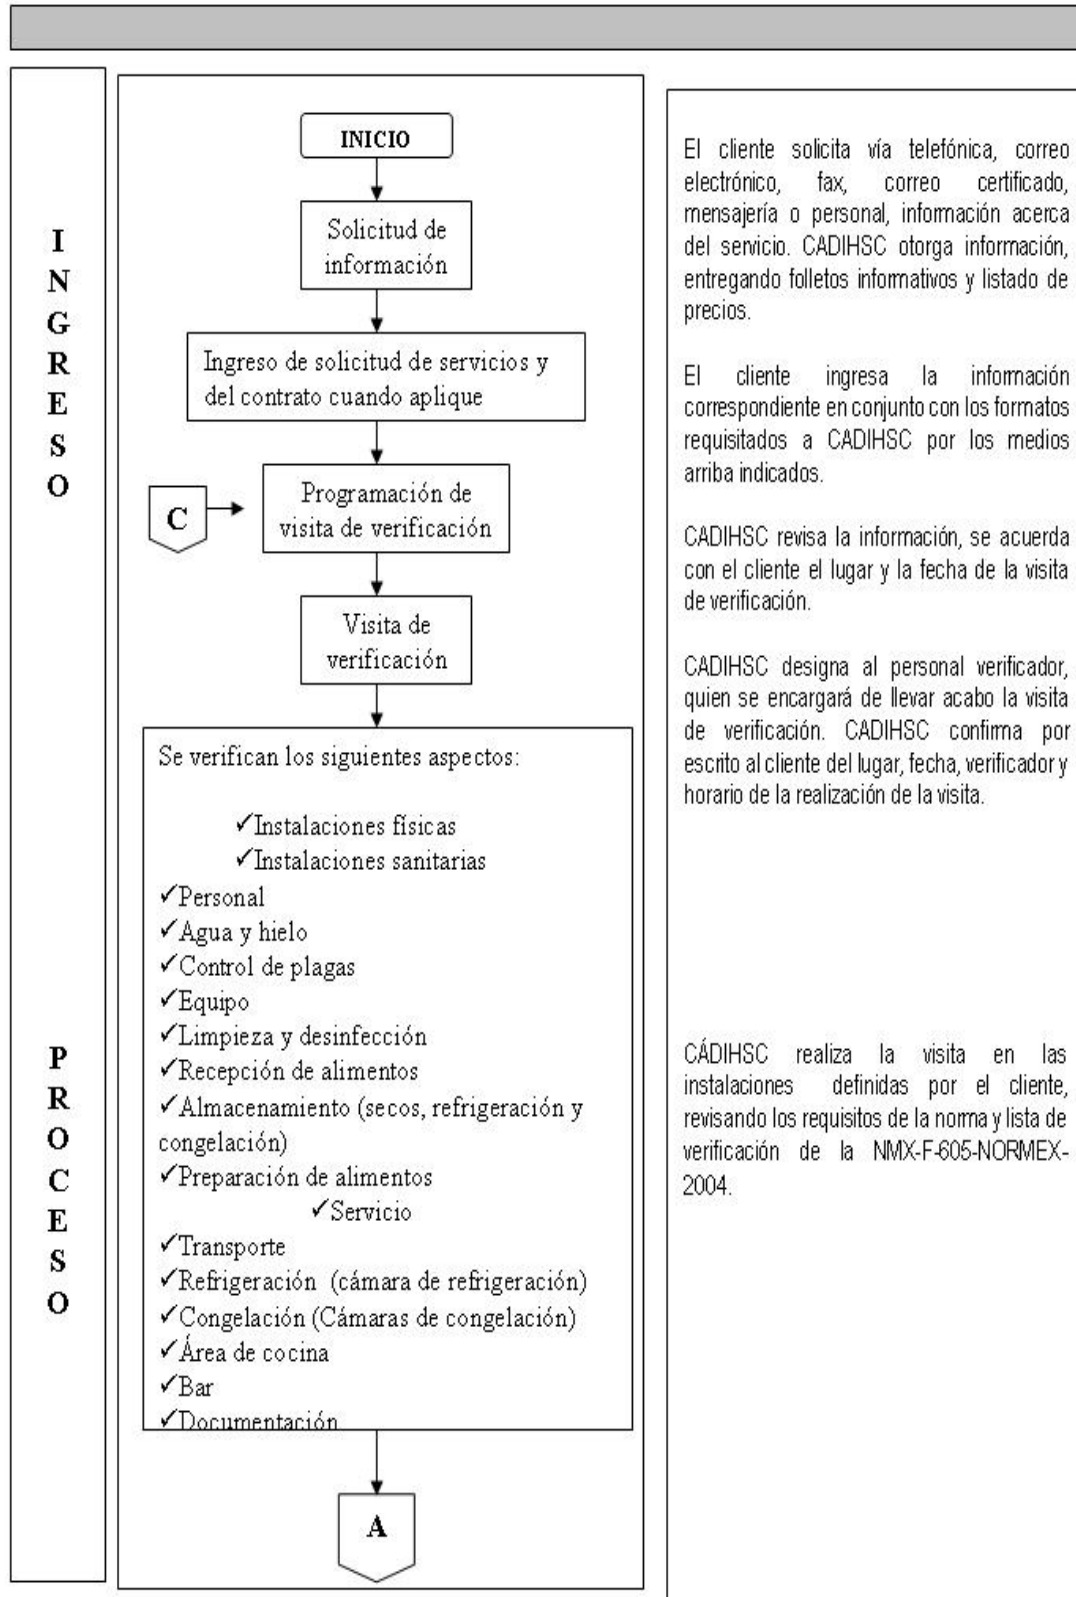 I
N
G
R
E
S
O
P
R
O
C
E
S
O
INICIO
Solicitud de
información
Ingreso de solicitud de servicios y
del contrato cuando aplique
C
Programación de
visita de verificación
Visita de
verificación
Se verifican los siguientes aspectos:
✓Instalaciones físicas
✓Instalaciones sanitarias
✓Personal
✓Agua y hielo
✓Control de plagas
✓Equipo
✓Limpieza y desinfección
✓Recepción de alimentos
✓Almacenamiento (secos, refrigeración y
congelación)
✓Preparación de alimentos
✓Servicio
✓Transporte
✓Refrigeración (cámara de refrigeración)
✓Congelación (Cámaras de congelación)
✓Área de cocina
✓Bar
✓Documentación
A
El cliente solicita vía telefónica, correo
electrónico, fax, correo certificado,
mensajería o personal, información acerca
del servicio. CADIHSC otorga información,
entregando folletos informativos y listado de
precios.
El cliente ingresa la información
correspondiente en conjunto con los formatos
requisitados a CADIHSC por los medios
arriba indicados.
CADIHSC revisa la información, se acuerda
con el cliente el lugar y la fecha de la visita
de verificación.
CADIHSC designa al personal verificador,
quien se encargará de llevar acabo la visita
de verificación. CADIHSC confirma por
escrito al cliente del lugar, fecha, verificador y
horario de la realización de la visita.
CÁDIHSC realiza la visita en las
instalaciones definidas por el cliente,
revisando los requisitos de la norma y lista de
verificación de la NMX-F-605-NORMEX-
2004.